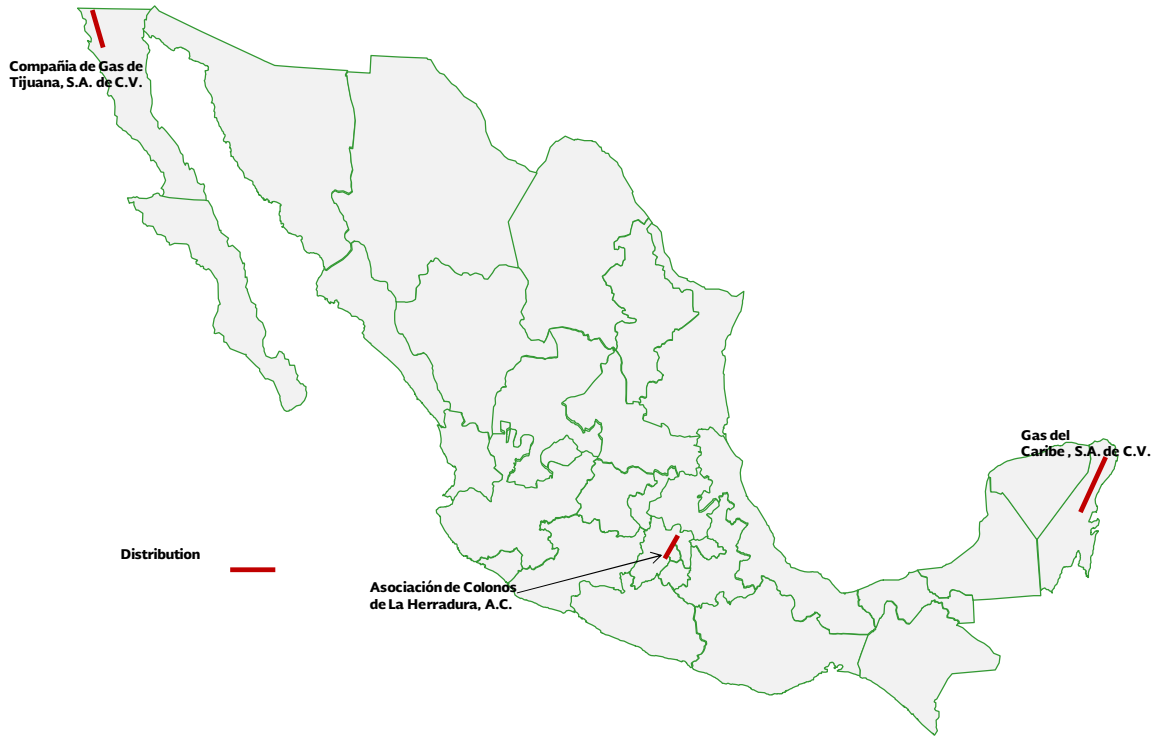 Compañia de Gas de
Tijuana, S.A. de C.V.
Gas del
Caribe , S.A. de C.V.
Distribution
Asociación de Colonos
de La Herradura, A.C.